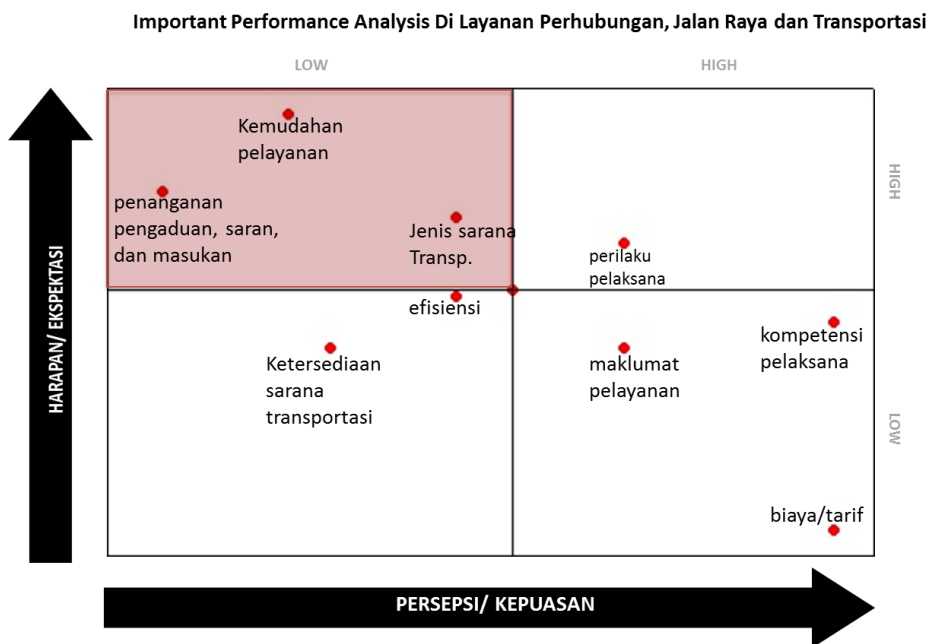 Important Performance Analysis Di Layanan Perhubungan, Jalan Raya dan Transportasi
LOW
HIGH
Kemudahan
pelayanan
penanganan
pengaduan, saran,
dan masukan
Jenis sarana
Transp.
perilaku
pelaksana
HIGH
HARAPAN/ EKSPEKTASI
efisiensi
Ketersediaan
sarana
transportasi
maklumat
pelayanan
kompetensi
pelaksana
LOW
biaya/tarif
PERSEPSI/ KEPUASAN